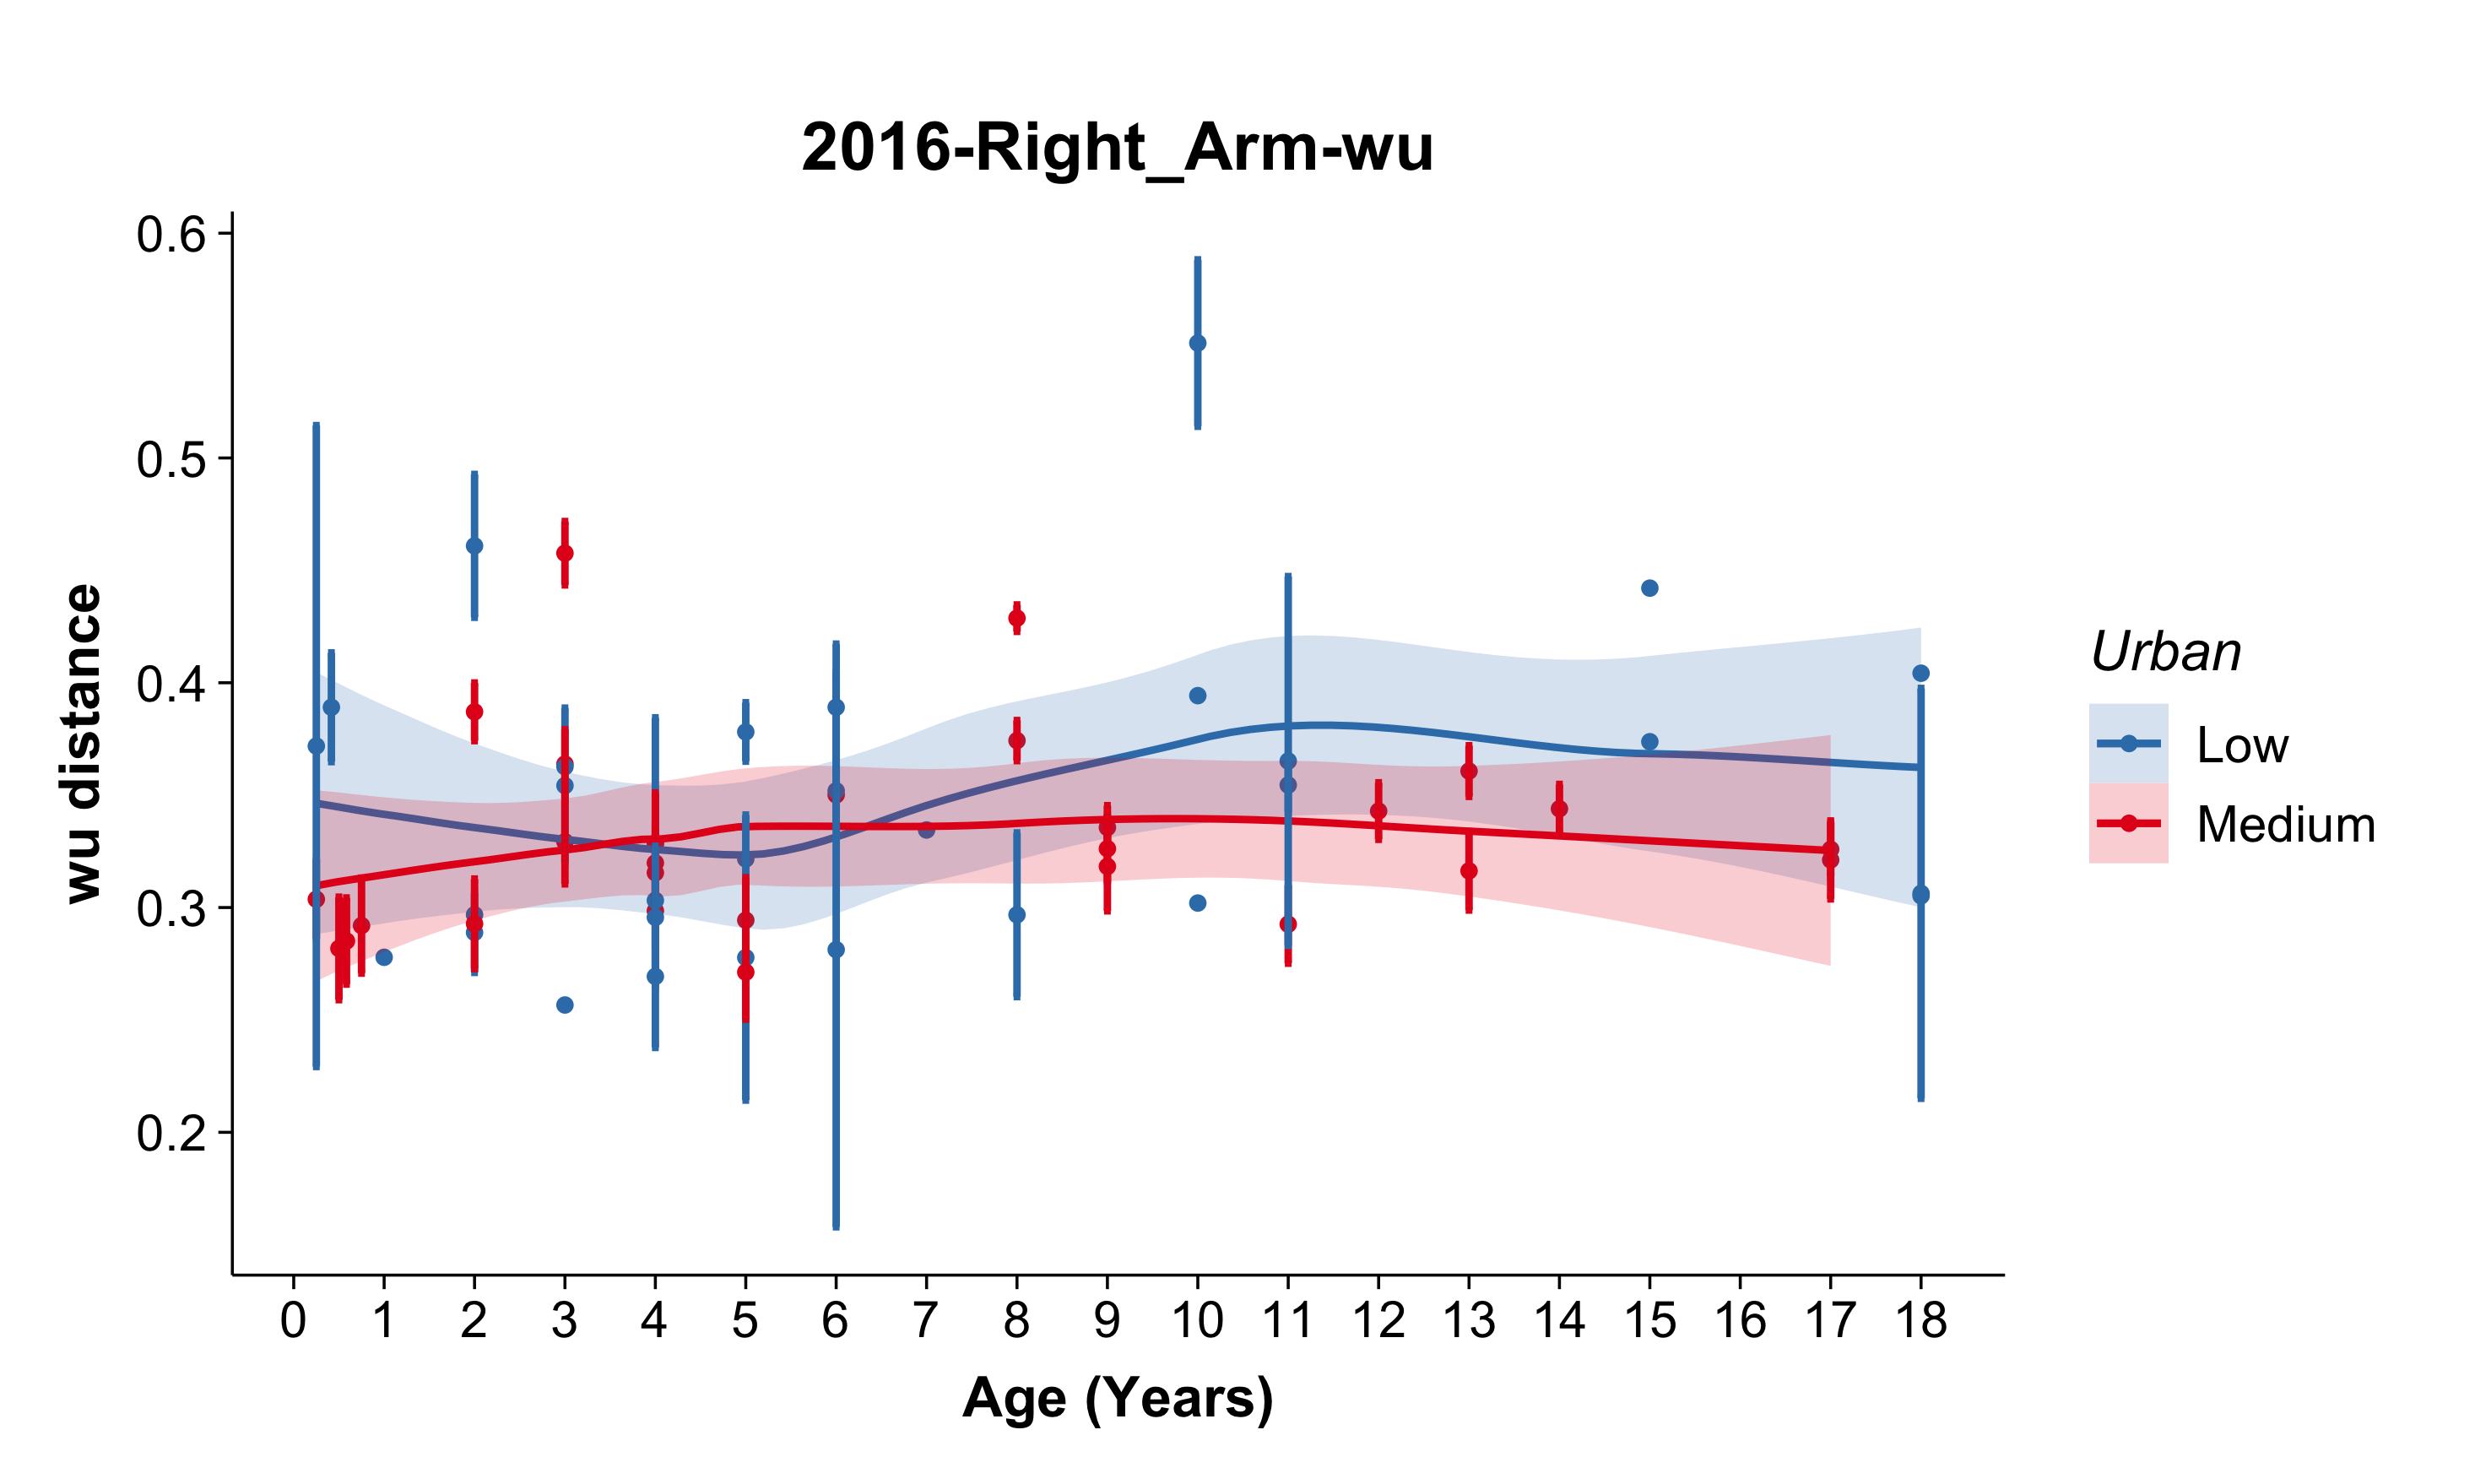 2016-Right_Arm-wu
0.6
0.5
0.4
0.3
0.2
wu distance
0 1 2 3 4 5 6 7 8 9 10 11 12 13 14 15 16 17 18
Age (Years)
Urban
Low
Medium